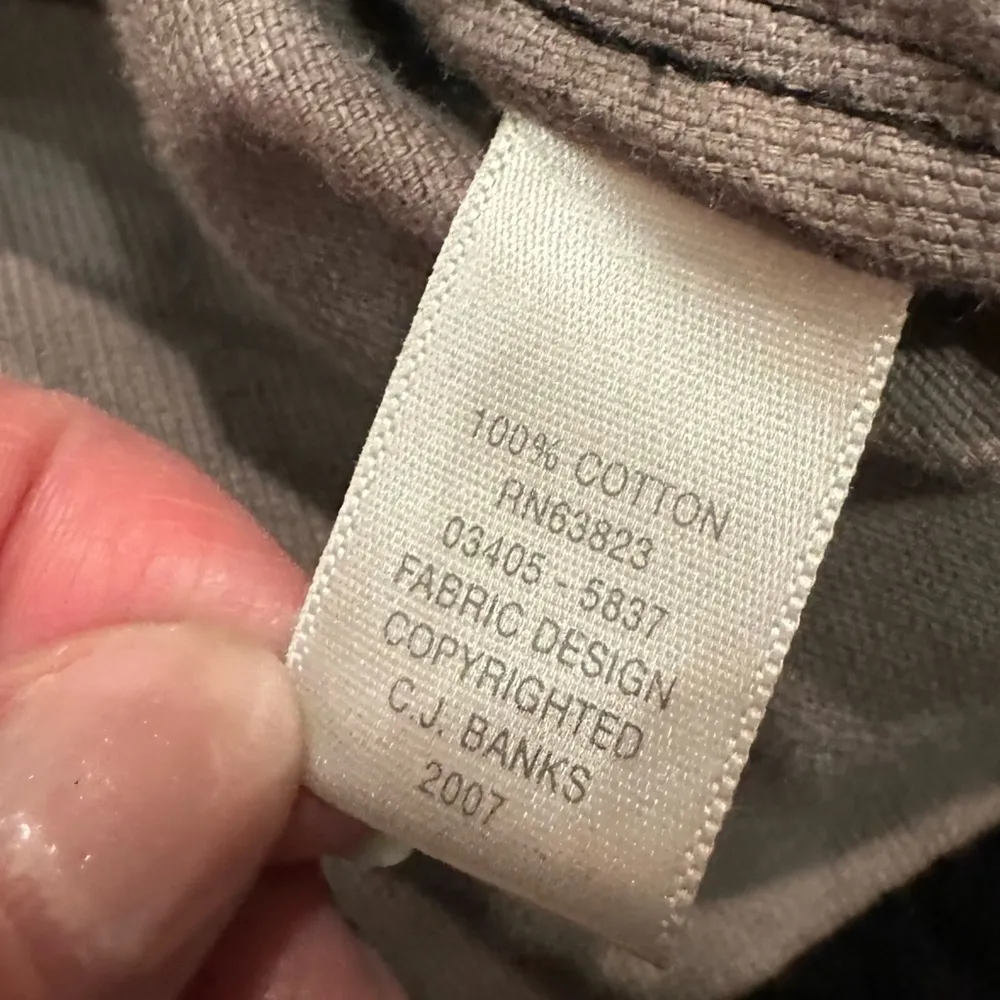 100% COTTON
RN63823
03405 - 5837
FABRIC DESIGN
COPYRIGHTED
C.J. BANKS
2007